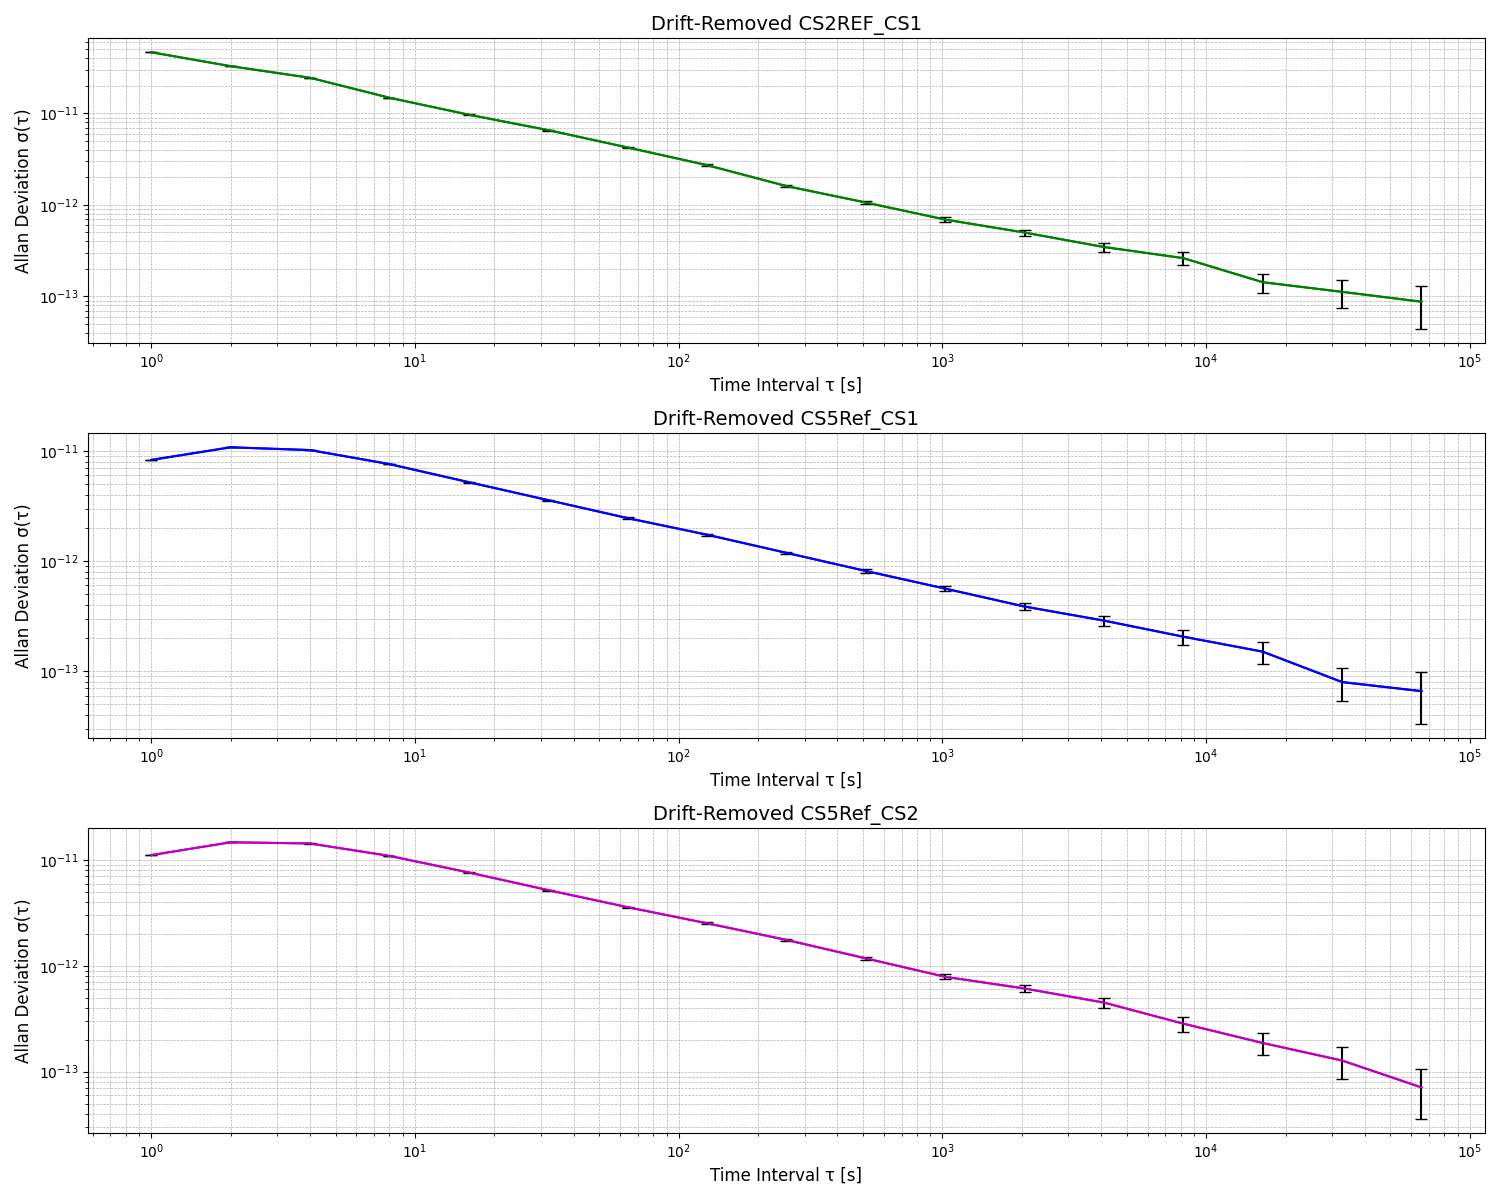 Drift-Removed CS2REF_CS1
Allan Deviation σ(τ)
10⁻¹¹
10⁻¹²
10⁻¹³
10⁰ 10¹ 10² 10³ 10⁴ 10⁵
Time Interval τ [s]
Drift-Removed CS5Ref_CS1
Allan Deviation σ(τ)
10⁻¹¹
10⁻¹²
10⁻¹³
10⁰ 10¹ 10² 10³ 10⁴ 10⁵
Time Interval τ [s]
Drift-Removed CS5Ref_CS2
Allan Deviation σ(τ)
10⁻¹¹
10⁻¹²
10⁻¹³
10⁰ 10¹ 10² 10³ 10⁴ 10⁵
Time Interval τ [s]